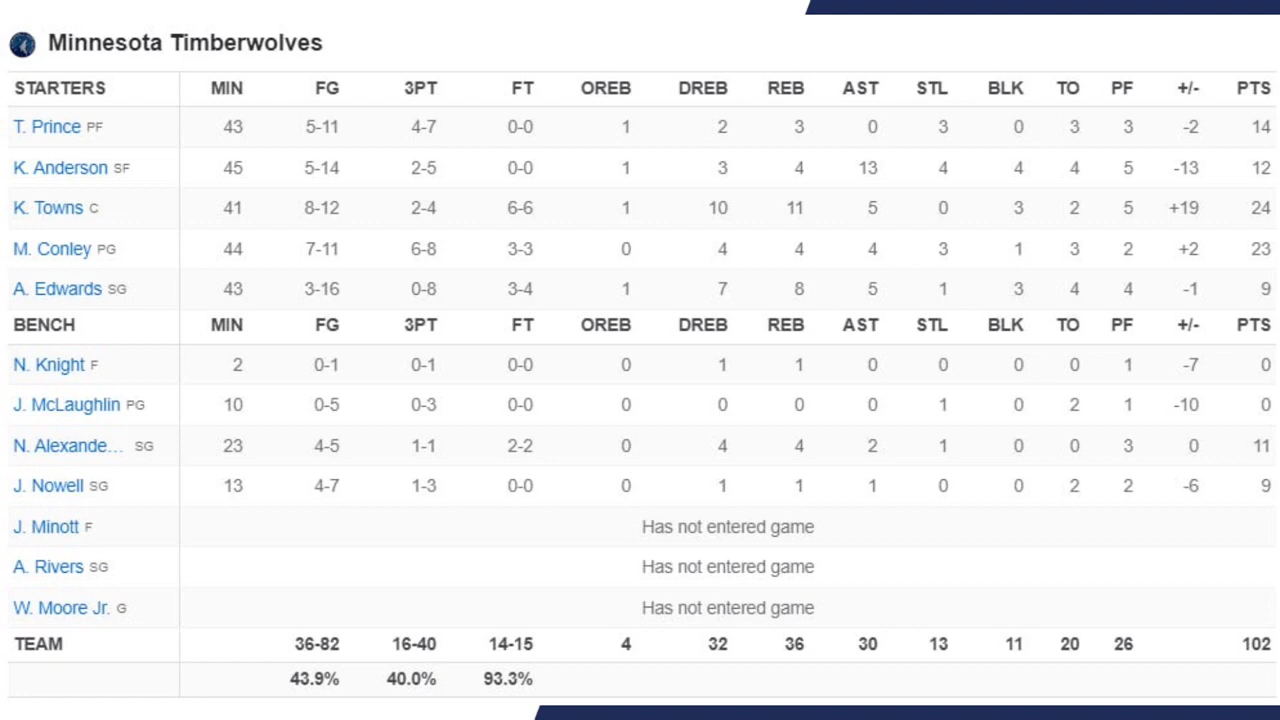 Minnesota Timberwolves
STARTERS MIN FG 3PT FT OREB DREB REB AST STL BLK TO PF +/- PTS
T. Prince PF 43 5-11 4-7 0-0 1 2 3 0 3 0 3 3 -2 14
K. Anderson SF 45 5-14 2-5 0-0 1 3 4 13 4 4 4 5 -13 12
K. Towns C 41 8-12 2-4 6-6 1 10 11 5 0 3 2 5 +19 24
M. Conley PG 44 7-11 6-8 3-3 0 4 4 4 3 1 3 2 +2 23
A. Edwards SG 43 3-16 0-8 3-4 1 7 8 5 1 3 4 4 -1 9
BENCH MIN FG 3PT FT OREB DREB REB AST STL BLK TO PF +/- PTS
N. Knight F 2 0-1 0-1 0-0 0 1 1 0 0 0 0 1 -7 0
J. McLaughlin PG 10 0-5 0-3 0-0 0 0 0 0 1 0 2 1 -10 0
N. Alexande... SG 23 4-5 1-1 2-2 0 4 4 2 1 0 0 3 0 11
J. Nowell SG 13 4-7 1-3 0-0 0 1 1 1 0 0 2 2 -6 9
J. Minott F Has not entered game
A. Rivers SG Has not entered game
W. Moore Jr. G Has not entered game
TEAM 36-82 16-40 14-15 4 32 36 30 13 11 20 26 102
43.9% 40.0% 93.3%